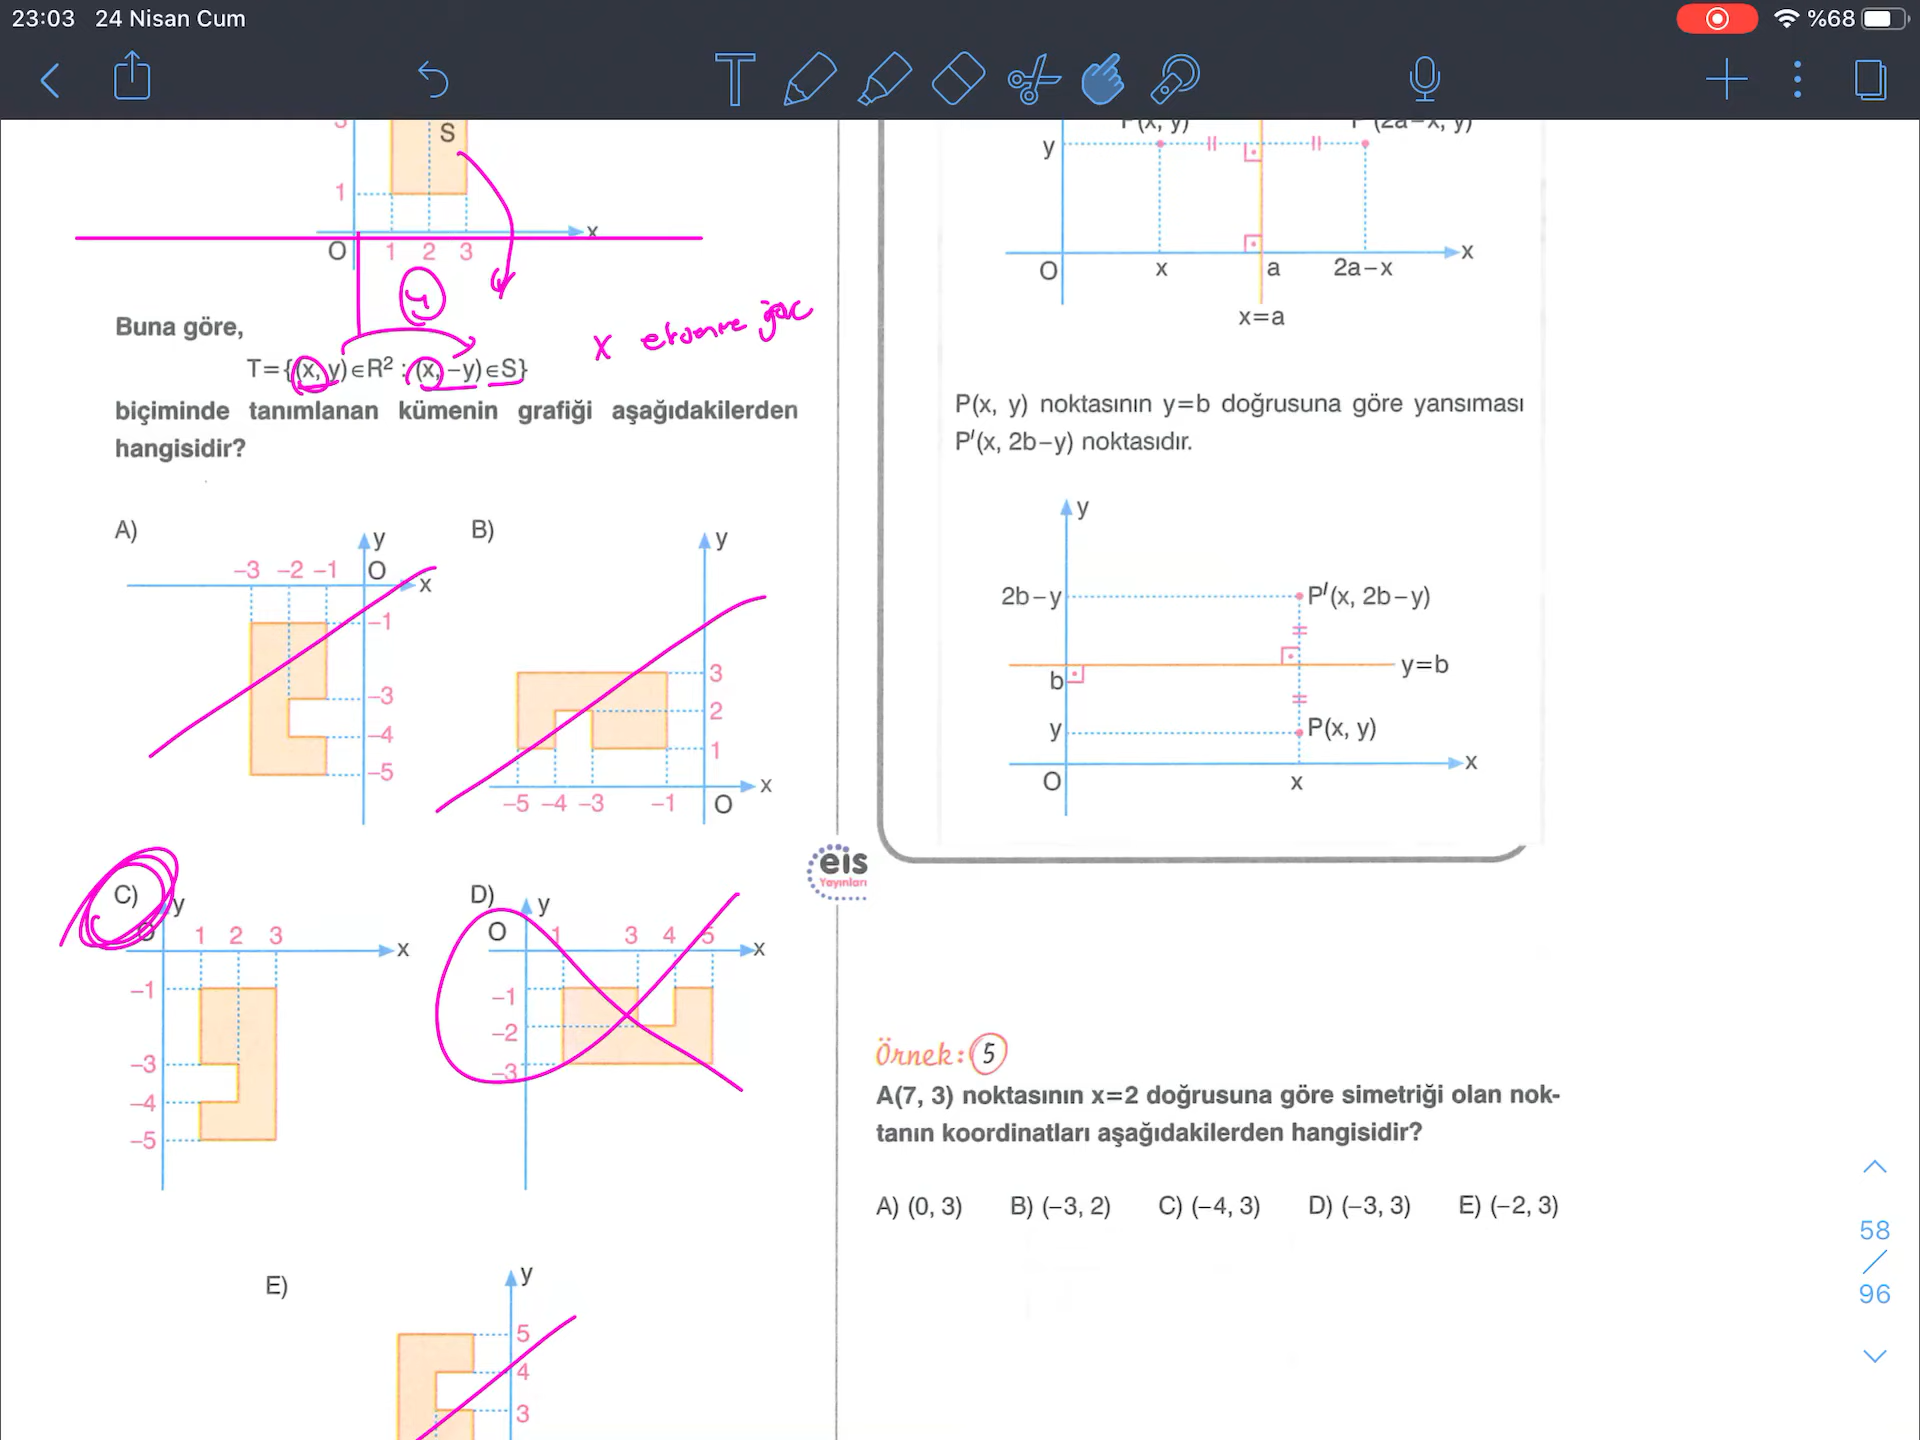 23:03 24 Nisan Cum
%68
S
1
x
O 1 2 3
4
x eksenine göre
Buna göre,
T={(x, y)∈R² : (x, −y)∈S}
biçiminde tanımlanan kümenin grafiği aşağıdakilerden
hangisidir?
A)
y
−3 −2 −1 O
x
−1
−3
−4
−5
B)
y
3
2
1
x
−5 −4 −3 −1 O
C)
y
1 2 3
x
−1
−3
−4
−5
D)
y
O 1 3 4 5
x
−1
−2
−3
E)
y
5
4
3
P(x, y) P'(2a−x, y)
y
x
O x a 2a−x
x=a
P(x, y) noktasının y=b doğrusuna göre yansıması
P'(x, 2b−y) noktasıdır.
y
2b−y P'(x, 2b−y)
y=b
b
y P(x, y)
x
O x
eis
Yayınları
Örnek: 5
A(7, 3) noktasının x=2 doğrusuna göre simetriği olan nok-
tanın koordinatları aşağıdakilerden hangisidir?
A) (0, 3) B) (−3, 2) C) (−4, 3) D) (−3, 3) E) (−2, 3)
58
/
96